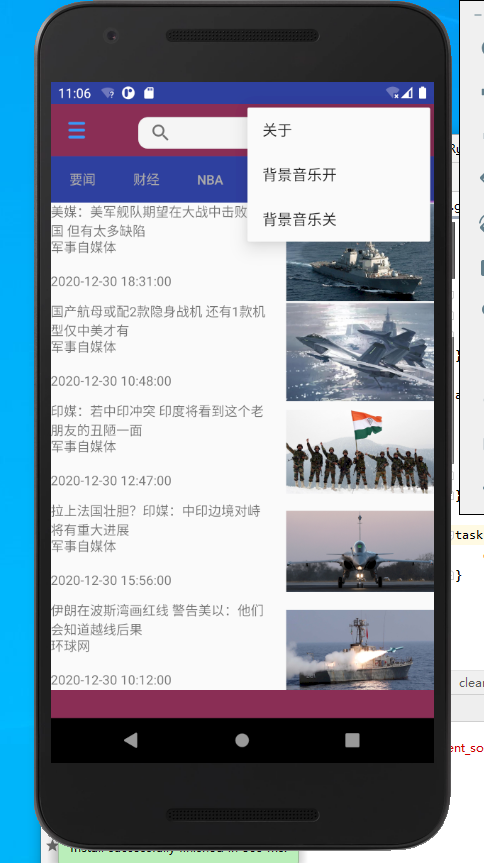 11:06
关于
背景音乐开
背景音乐关
要闻
财经
NBA
美媒：美军舰队期望在大战中击败
国 但有太多缺陷
军事自媒体
2020-12-30 18:31:00
国产航母或配2款隐身战机 还有1款机
型仅中美才有
军事自媒体
2020-12-30 10:48:00
印媒：若中印冲突 印度将看到这个老
朋友的丑陋一面
军事自媒体
2020-12-30 12:47:00
拉上法国壮胆？印媒：中印边境对峙
将有重大进展
军事自媒体
2020-12-30 15:56:00
伊朗在波斯湾画红线 警告美以：他们
会知道越线后果
环球网
2020-12-30 10:12:00
task
}
clear
ent_so